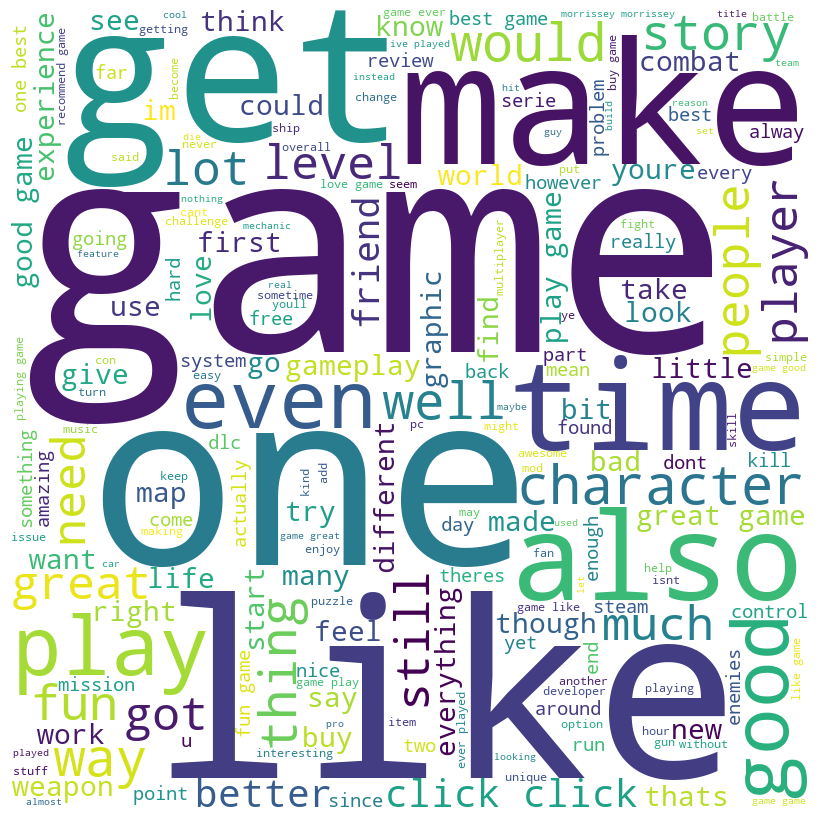 cool
getting
morrissey morrissey
title
battle
game ever
become
ive played
instead
buy game
team
see
think
know
best game
would
story
one best
experience
far
recommend game
get
review
hit
reason
im
could
change
make
serie
problem
build
combat
best
set
guy
alway
said
die
never
ship
overall
put
good game
lot
level
love game
seem
world
however
youre
every
nothing
cant
challenge
mechanic
game
going
feature
first
friend
multiplayer
fight
really
people
player
hard
love
real
sometime
youll
free
use
graphic
find
play game
ye
take
look
give
con
turn
system
easy
go
gameplay
back
part
mean
little
simple
game good
playing game
music
even
well
maybe
pc
might
time
bit
found
skill
something
amazing
need
dlc
one
different
awesome
mod
character
bad
dont
kill
map
keep
kind
add
come
making
actually
try
game great
enjoy
day
may
made
used
enough
great game
issue
want
great
life
many
theres
fan
also
isnt
help
let
car
right
start
puzzle
feel
still
much
game like
steam
though
yet
control
play
thing
fun game
nice
game play
say
everything
ever played
another
developer
end
enemies
good
like game
mission
fun
got
pro
item
buy
two
like
around
option
playing
hour
new
work
way
u
interesting
looking
unique
run
gun
without
played
stuff
weapon
almost
point
better
since
click click
thats
game game